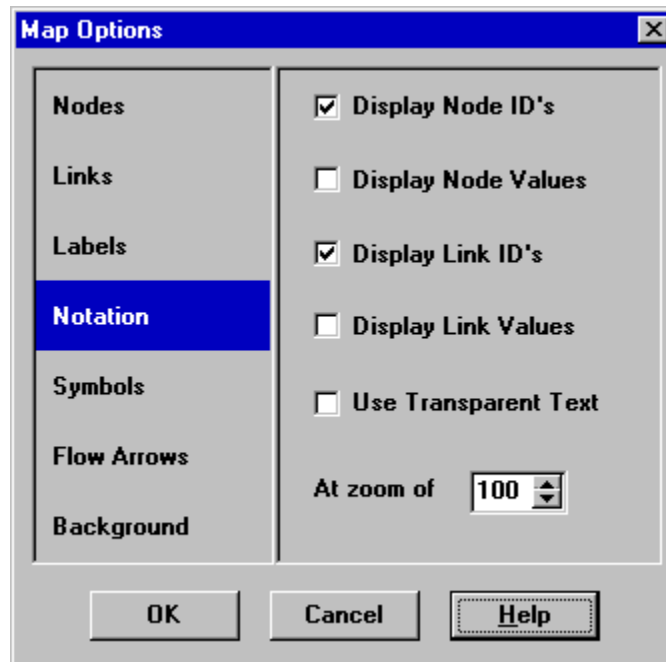 Map Options
Nodes
Links
Labels
Notation
Symbols
Flow Arrows
Background
Display Node ID's
Display Node Values
Display Link ID's
Display Link Values
Use Transparent Text
At zoom of 100
OK Cancel Help